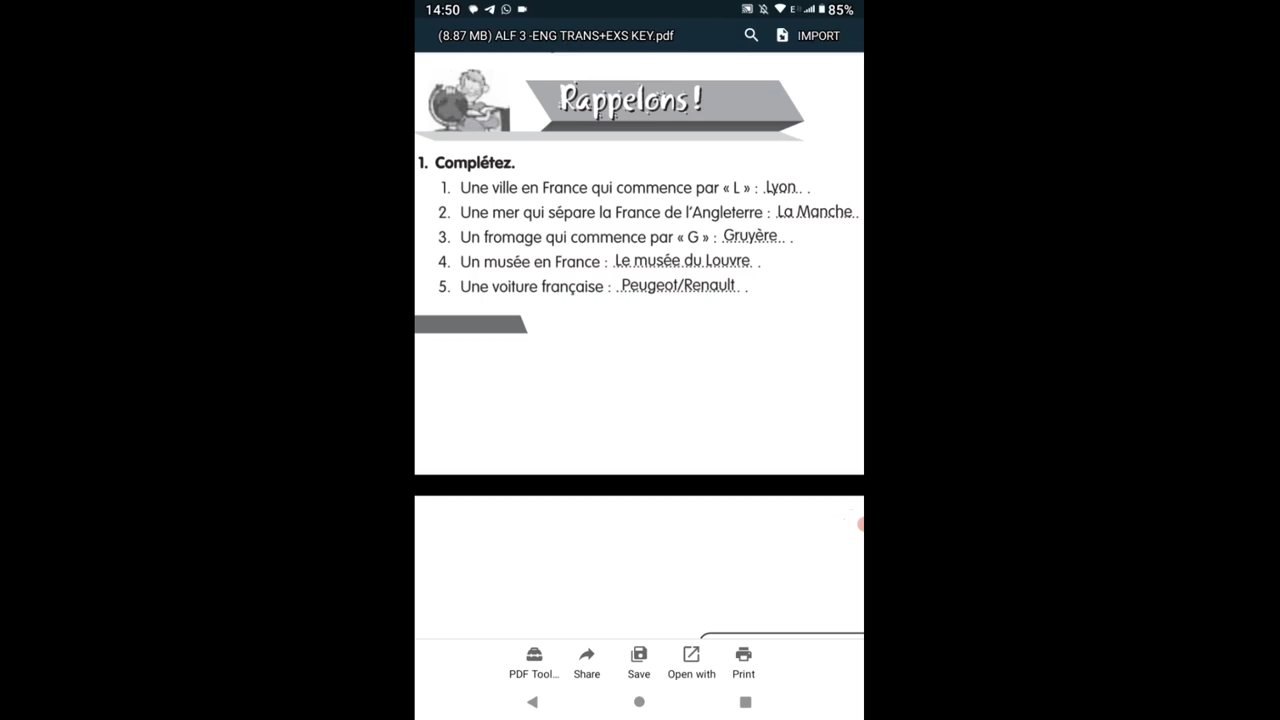 14:50 E 85%
(8.87 MB) ALF 3 -ENG TRANS+EXS KEY.pdf IMPORT
Rappelons !
1. Complétez.
1. Une ville en France qui commence par « L » : Lyon .
2. Une mer qui sépare la France de l'Angleterre : La Manche.
3. Un fromage qui commence par « G » : Gruyère .
4. Un musée en France : Le musée du Louvre .
5. Une voiture française : Peugeot/Renault .
PDF Tool... Share Save Open with Print